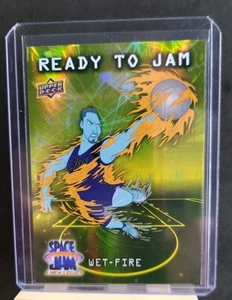 READY TO JAM
UPPER DECK
SPACE JAM
WET-FIRE